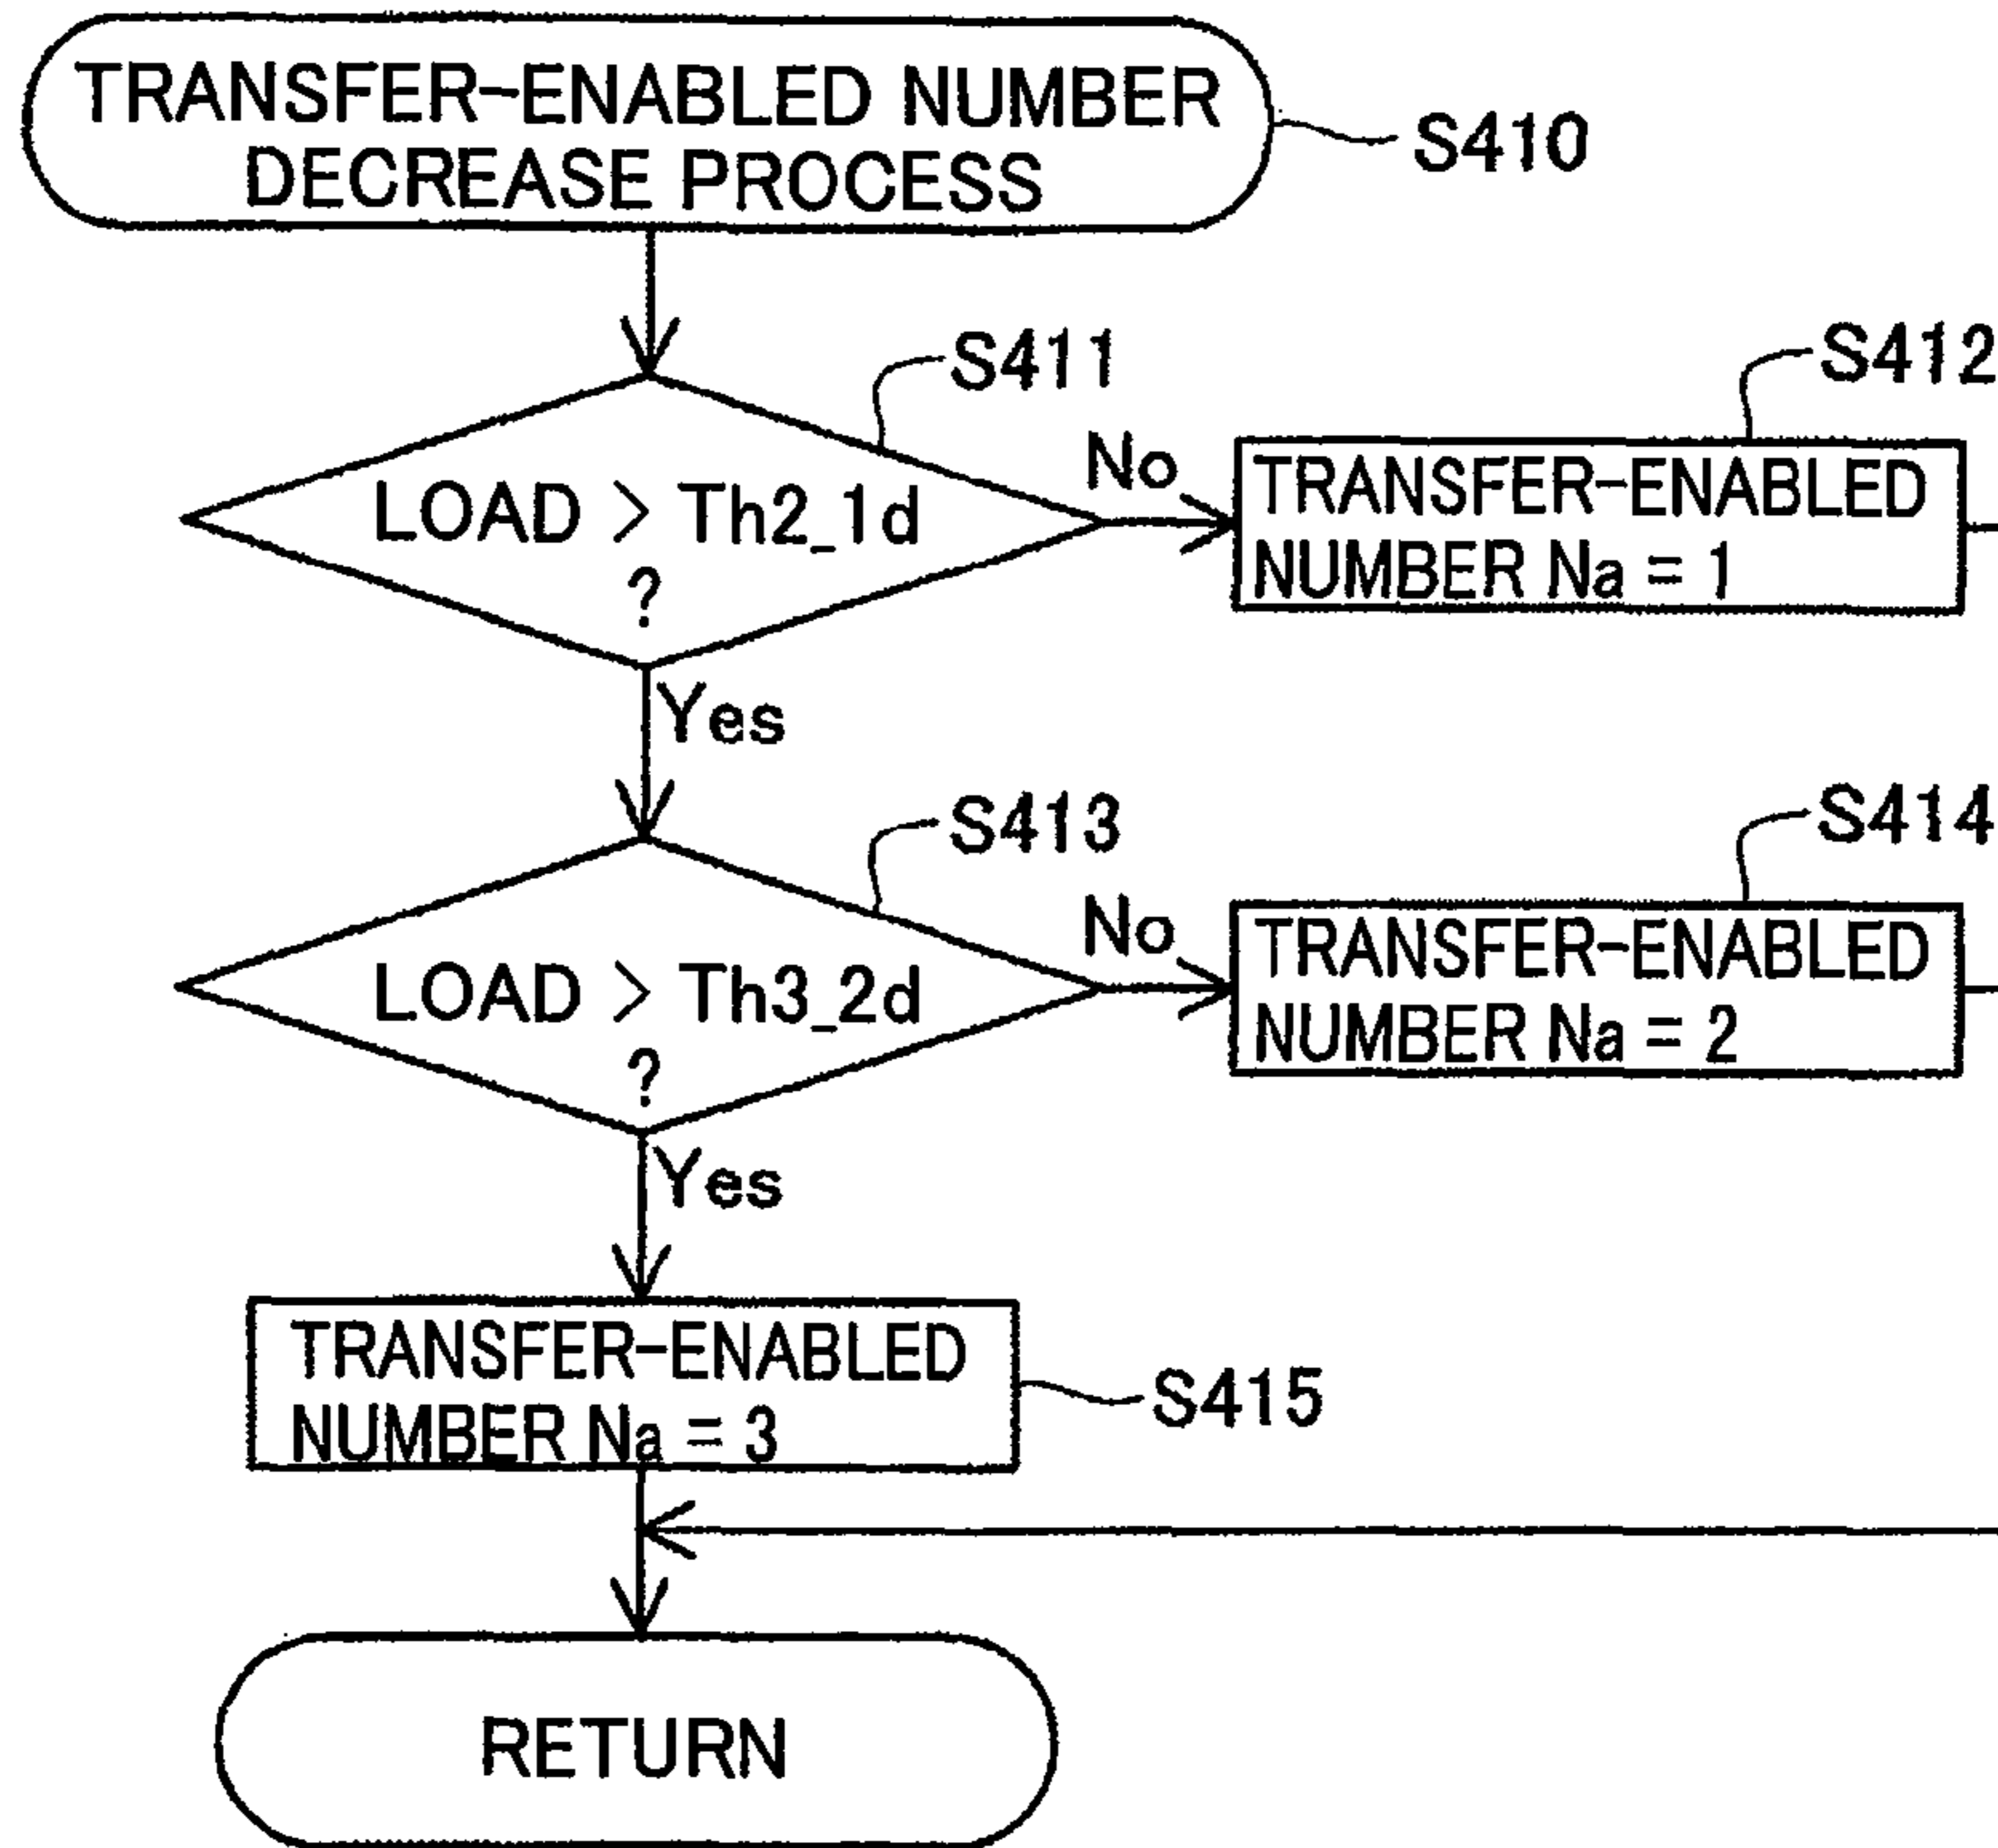 TRANSFER-ENABLED NUMBER
DECREASE PROCESS
S410
S411
LOAD > Th2_1d
?
No
S412
TRANSFER-ENABLED
NUMBER Na = 1
Yes
S413
LOAD > Th3_2d
?
No
S414
TRANSFER-ENABLED
NUMBER Na = 2
Yes
TRANSFER-ENABLED
NUMBER Na = 3
S415
RETURN